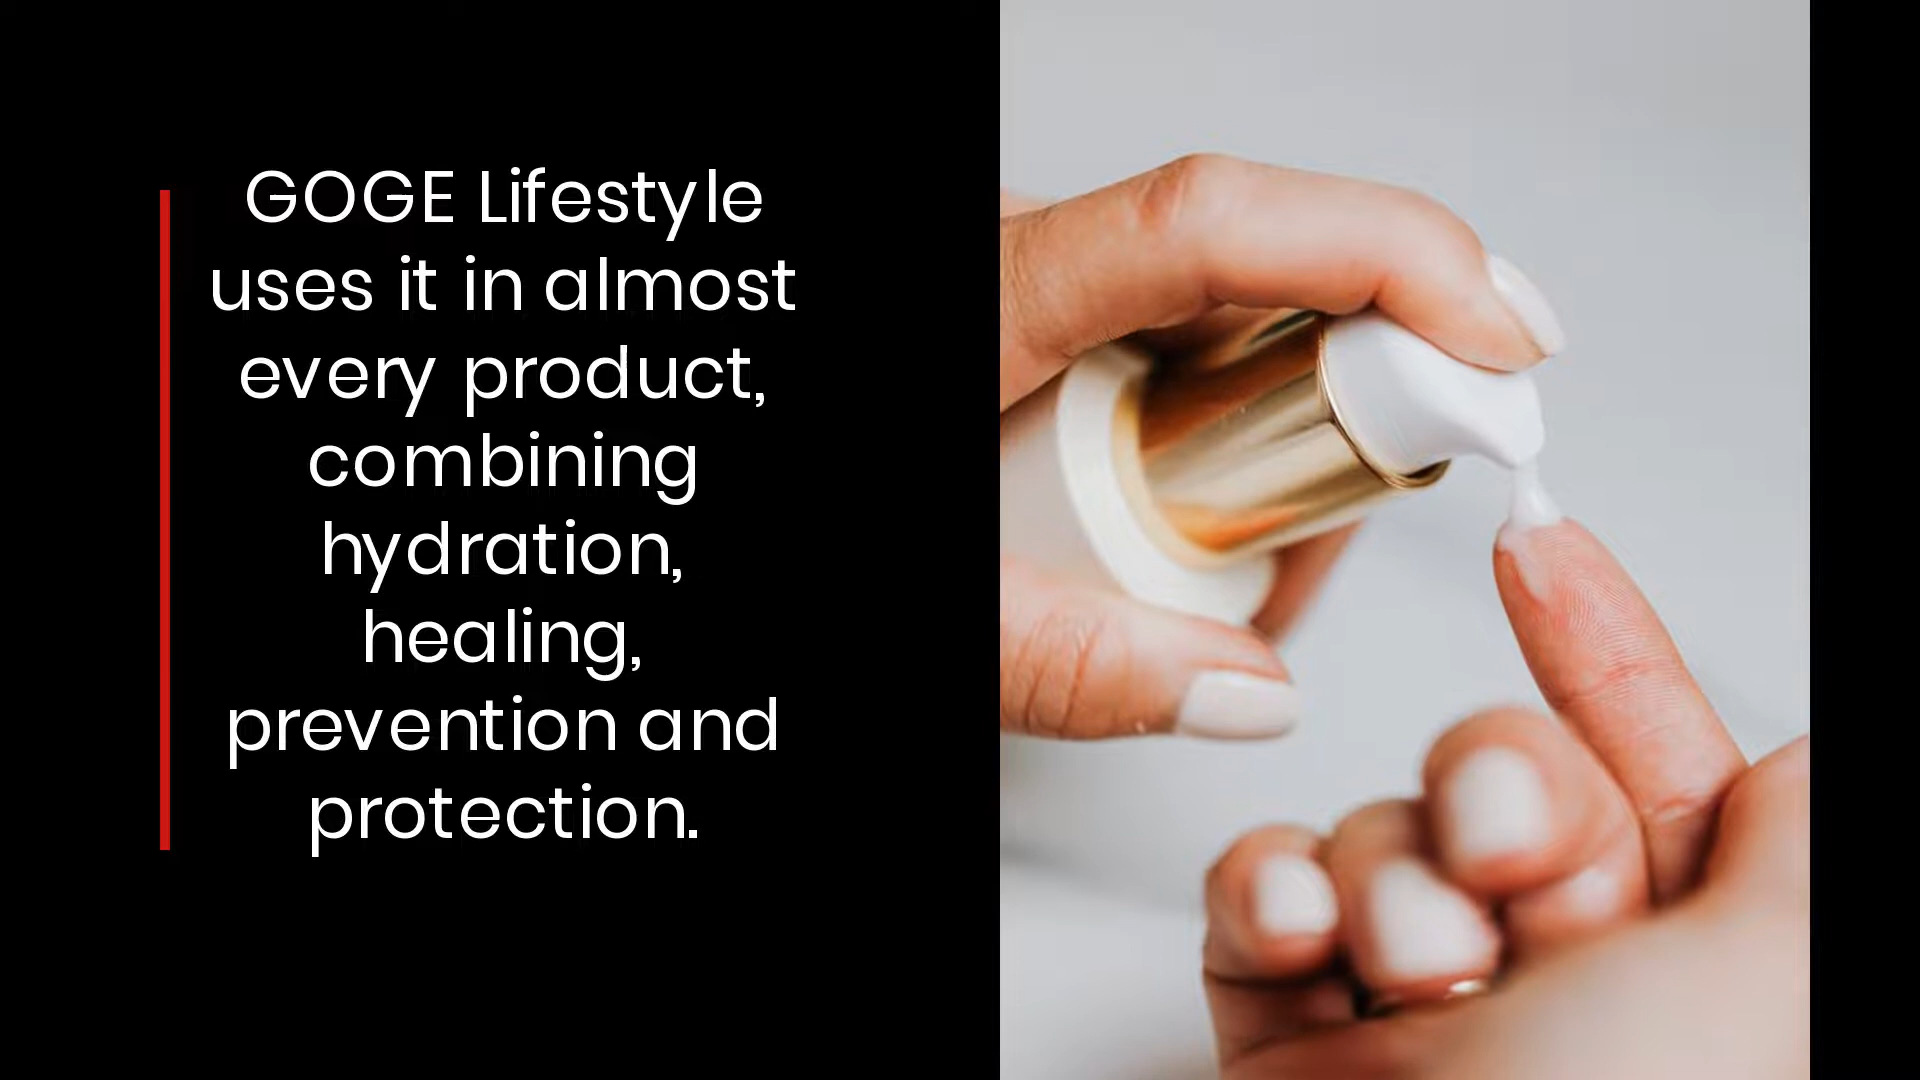 GOGE Lifestyle
uses it in almost
every product,
combining
hydration,
healing,
prevention and
protection.